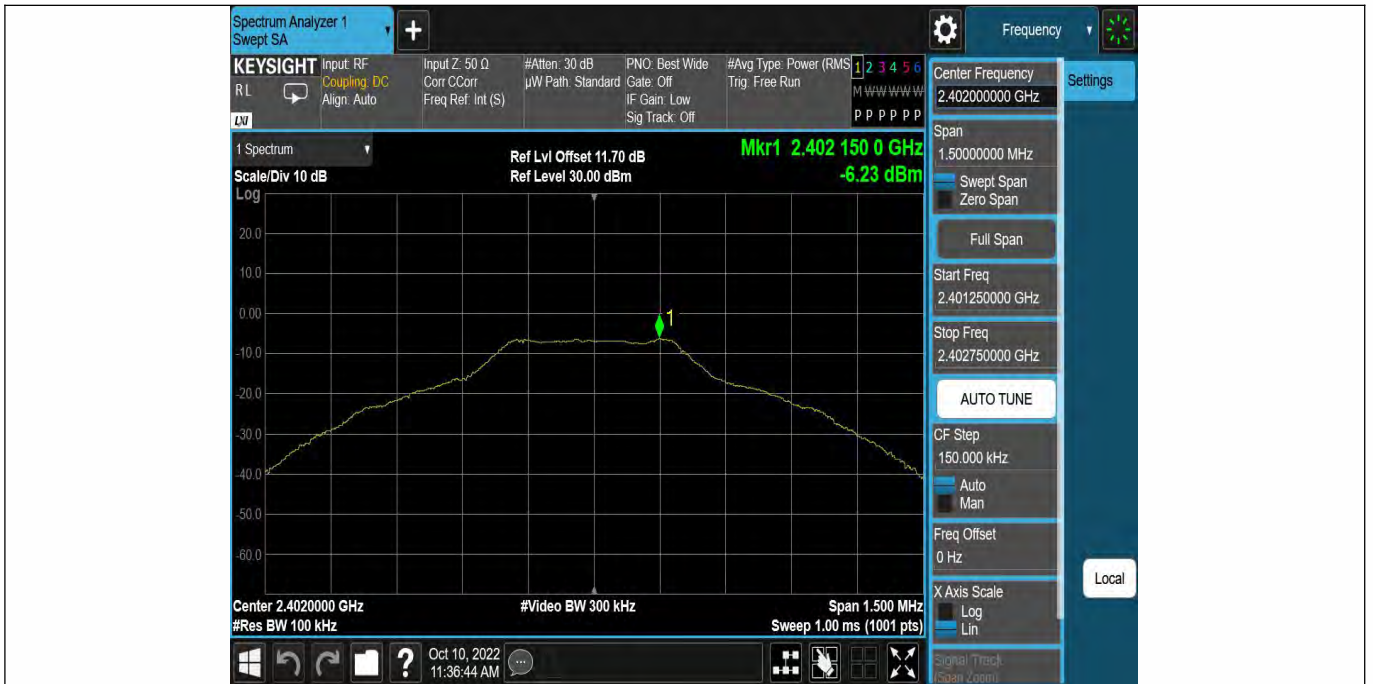 Spectrum Analyzer 1
Swept SA
+
Frequency
KEYSIGHT
RL
LXI
Input: RF
Coupling: DC
Align: Auto
Input Z: 50 Ω
Corr CCorr
Freq Ref: Int (S)
#Atten: 30 dB
µW Path: Standard
PNO: Best Wide
Gate: Off
IF Gain: Low
Sig Track: Off
#Avg Type: Power (RMS
Trig: Free Run
1 2 3 4 5 6
M W W W W W
P P P P P P
1 Spectrum
Scale/Div 10 dB
Log
Ref Lvl Offset 11.70 dB
Ref Level 30.00 dBm
Mkr1 2.402 150 0 GHz
-6.23 dBm
20.0
10.0
0.00
-10.0
-20.0
-30.0
-40.0
-50.0
-60.0
1
Center 2.4020000 GHz
#Res BW 100 kHz
#Video BW 300 kHz
Span 1.500 MHz
Sweep 1.00 ms (1001 pts)
?
Oct 10, 2022
11:36:44 AM
Center Frequency
2.402000000 GHz
Span
1.50000000 MHz
Swept Span
Zero Span
Full Span
Start Freq
2.401250000 GHz
Stop Freq
2.402750000 GHz
AUTO TUNE
CF Step
150.000 kHz
Auto
Man
Freq Offset
0 Hz
X Axis Scale
Log
Lin
Signal Track
(Span Zoom)
Settings
Local